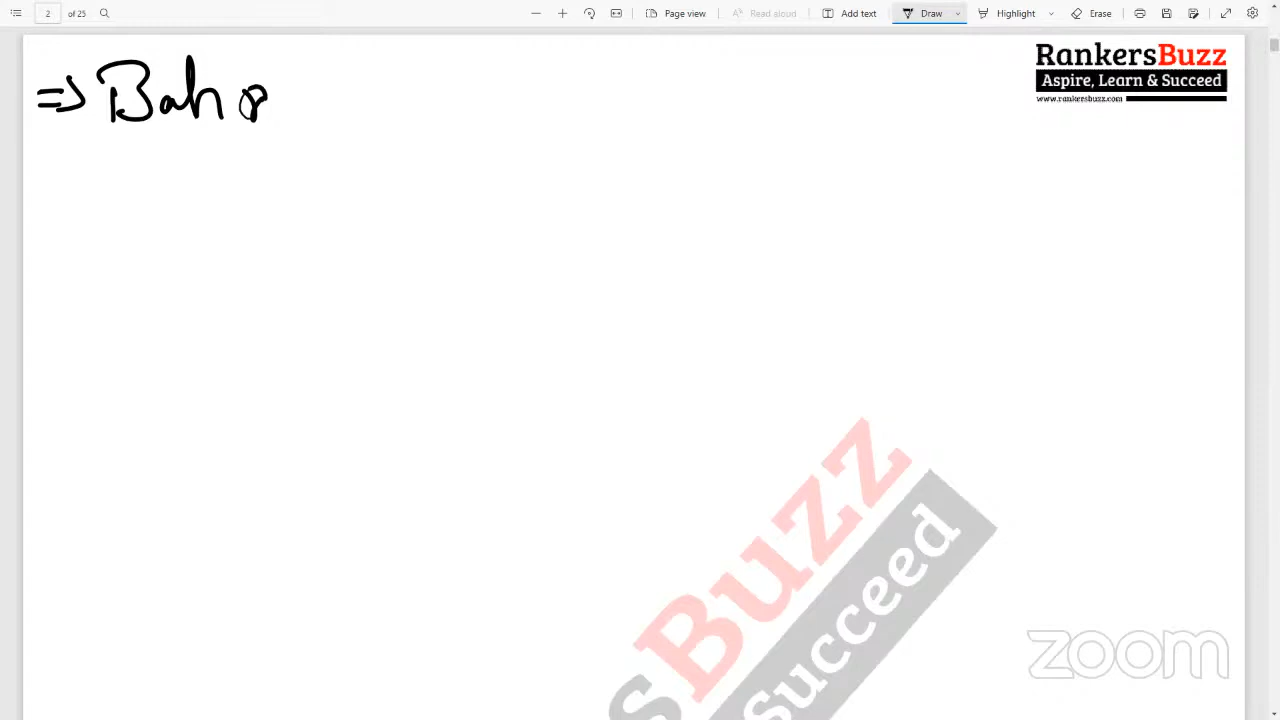 2 of 25 Page view Read aloud Add text Draw Highlight Erase
RankersBuzz
Aspire, Learn & Succeed
www.rankersbuzz.com
=> Bah
sBuzz
succeed
zoom